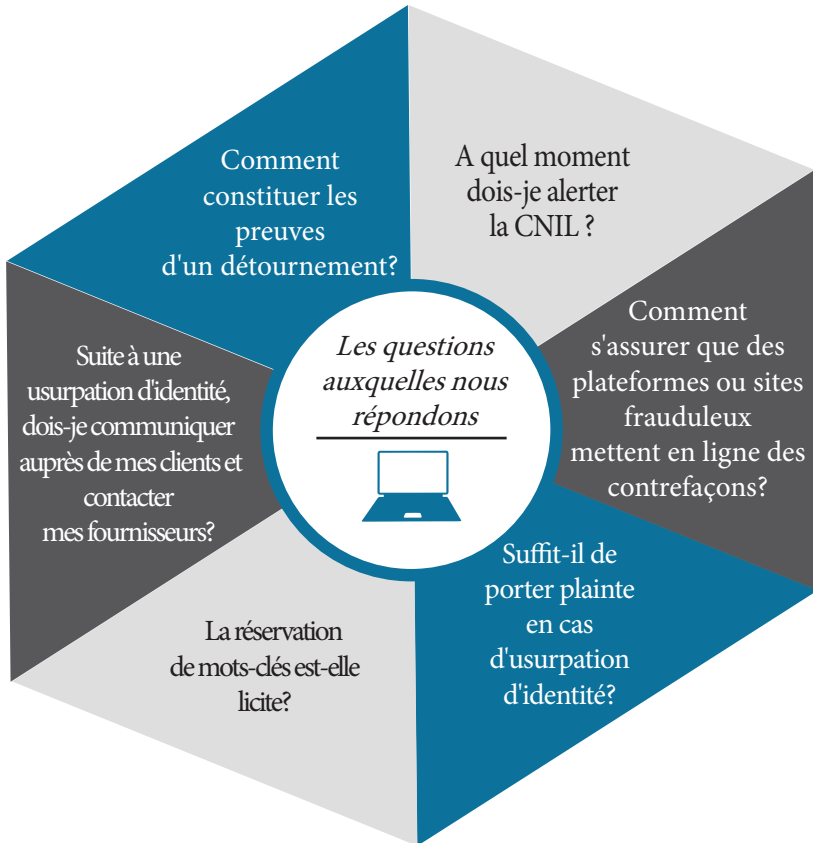 Les questions
auxquelles nous
répondons
Comment
constituer les
preuves
d'un détournement?
A quel moment
dois-je alerter
la CNIL ?
Comment
s'assurer que des
plateformes ou sites
frauduleux
mettent en ligne des
contrefaçons?
Suffit-il de
porter plainte
en cas
d'usurpation
d'identité?
La réservation
de mots-clés est-elle
licite?
Suite à une
usurpation d'identité,
dois-je communiquer
auprès de mes clients et
contacter
mes fournisseurs?